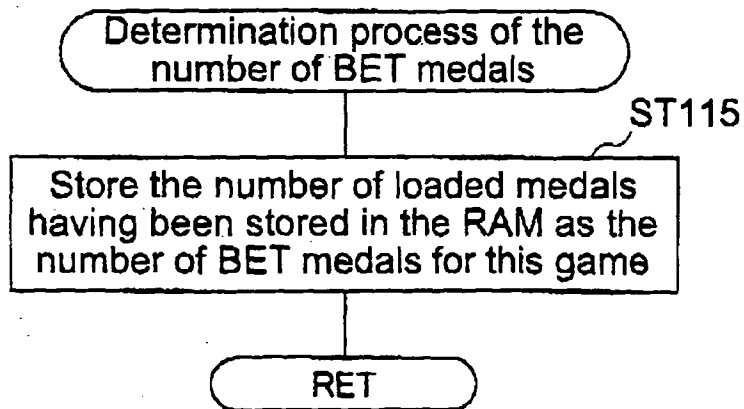 Determination process of the
number of BET medals
ST115
Store the number of loaded medals
having been stored in the RAM as the
number of BET medals for this game
RET